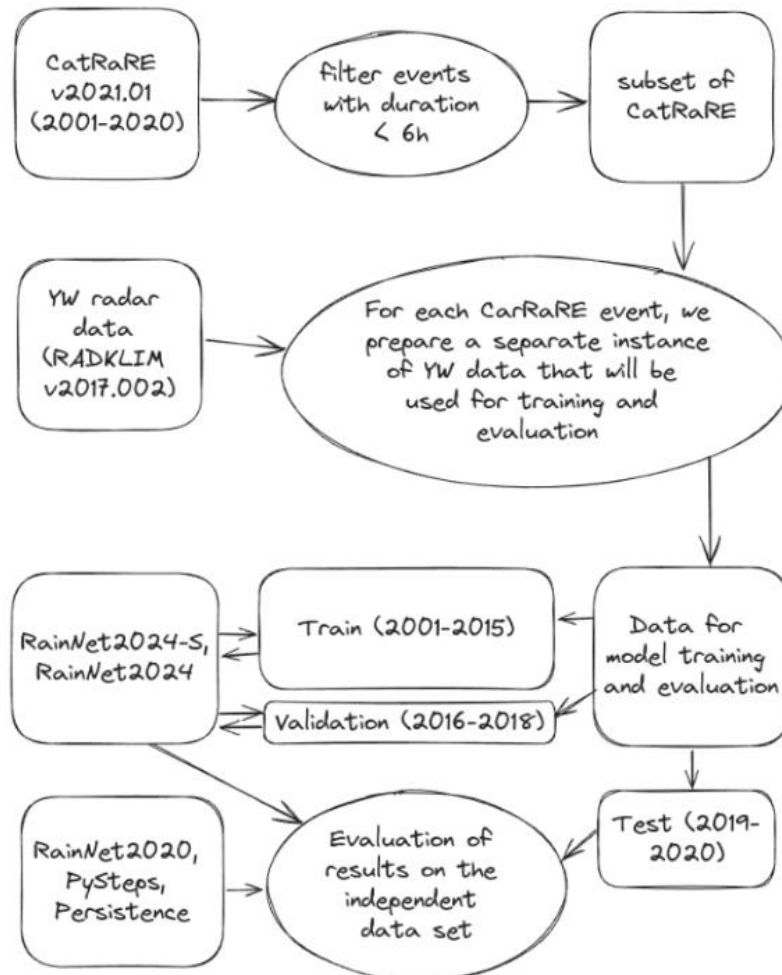 CatRaRE
v2021.01
(2001-2020)
filter events
with duration
< 6h
subset of
CatRaRE
YW radar
data
(RADKLIM
v2017.002)
For each CarRaRE event, we
prepare a separate instance
of YW data that will be
used for training and
evaluation
RainNet2024-S,
RainNet2024
Train (2001-2015)
Validation (2016-2018)
Data for
model training
and evaluation
RainNet2020,
PySteps,
Persistence
Evaluation of
results on the
independent
data set
Test (2019-
2020)